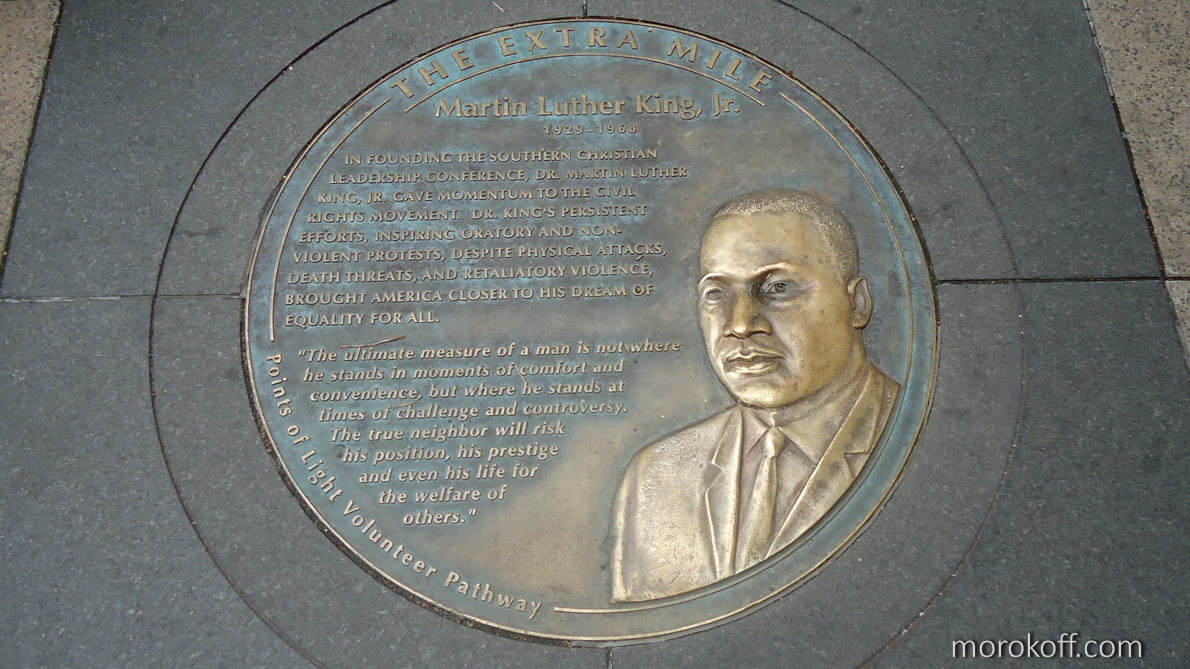 THE EXTRA MILE
Martin Luther King, Jr.
1929–1968
IN FOUNDING THE SOUTHERN CHRISTIAN
LEADERSHIP CONFERENCE, DR. MARTIN LUTHER
KING, JR. GAVE MOMENTUM TO THE CIVIL
RIGHTS MOVEMENT. DR. KING'S PERSISTENT
EFFORTS, INSPIRING ORATORY AND NON-
VIOLENT PROTESTS, DESPITE PHYSICAL ATTACKS,
DEATH THREATS, AND RETALIATORY VIOLENCE,
BROUGHT AMERICA CLOSER TO HIS DREAM OF
EQUALITY FOR ALL.
"The ultimate measure of a man is not where
he stands in moments of comfort and
convenience, but where he stands at
times of challenge and controversy.
The true neighbor will risk
his position, his prestige
and even his life for
the welfare of
others."
Points of Light Volunteer Pathway
morokoff.com